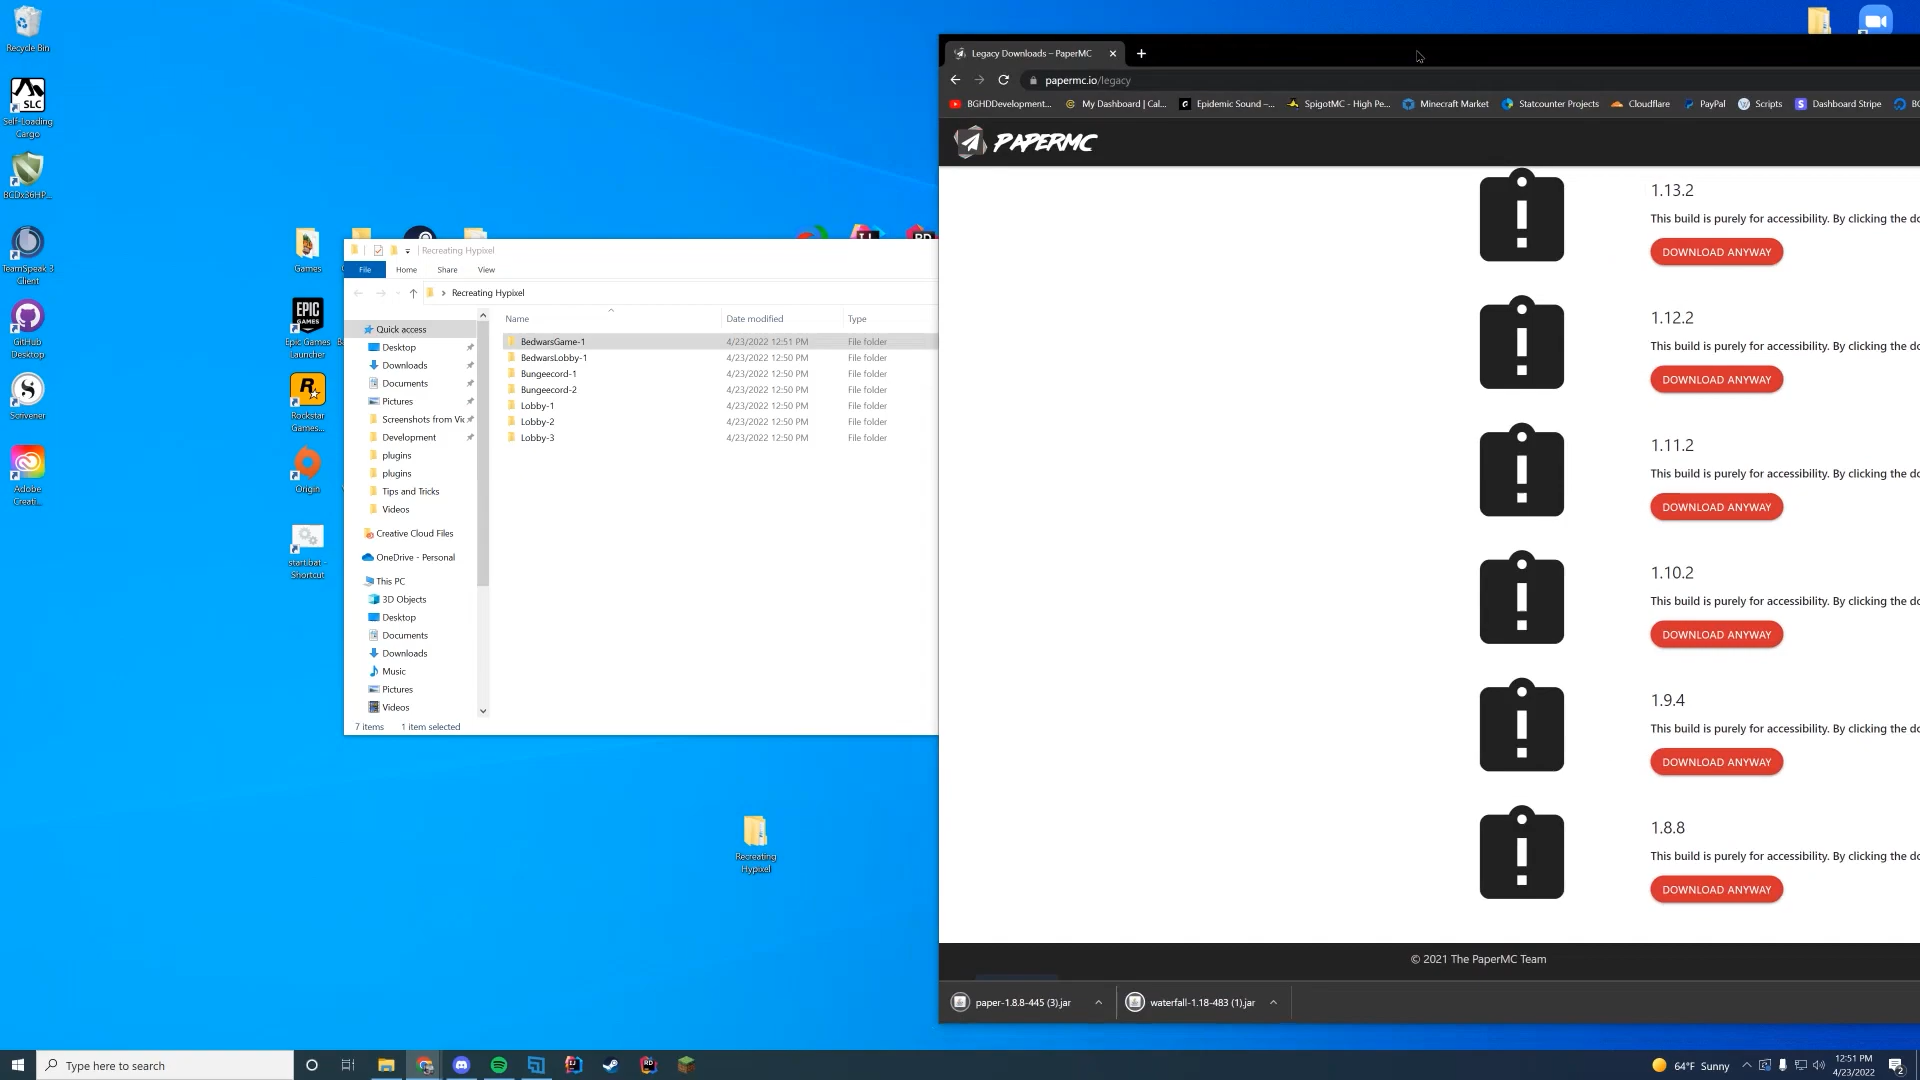 Recycle Bin
SLC
Self-Loading
Cargo
TeamSpeak 3
Client
GitHub
Desktop
Scrivener
Adobe
Creati...
Games
EPIC
GAMES
Epic Games
Launcher
Rockstar
Games...
Origin
start.bat -
Shortcut
Recreating Hypixel
File
Home
Share
View
Recreating Hypixel
Quick access
Desktop
Downloads
Documents
Pictures
Screenshots from Vi
Development
plugins
plugins
Tips and Tricks
Videos
Creative Cloud Files
OneDrive - Personal
This PC
3D Objects
Desktop
Documents
Downloads
Music
Pictures
Videos
Name Date modified Type
BedwarsGame-1 4/23/2022 12:51 PM File folder
BedwarsLobby-1 4/23/2022 12:50 PM File folder
Bungeecord-1 4/23/2022 12:50 PM File folder
Bungeecord-2 4/23/2022 12:50 PM File folder
Lobby-1 4/23/2022 12:50 PM File folder
Lobby-2 4/23/2022 12:50 PM File folder
Lobby-3 4/23/2022 12:50 PM File folder
7 items 1 item selected
Recreating
Hypixel
Legacy Downloads – PaperMC
papermc.io/legacy
BGHDDevelopment...
My Dashboard | Cal...
Epidemic Sound –...
SpigotMC - High Pe...
Minecraft Market
Statcounter Projects
Cloudflare
PayPal
Scripts
Dashboard Stripe
PAPERMC
1.13.2
This build is purely for accessibility. By clicking the do
DOWNLOAD ANYWAY
1.12.2
This build is purely for accessibility. By clicking the do
DOWNLOAD ANYWAY
1.11.2
This build is purely for accessibility. By clicking the do
DOWNLOAD ANYWAY
1.10.2
This build is purely for accessibility. By clicking the do
DOWNLOAD ANYWAY
1.9.4
This build is purely for accessibility. By clicking the do
DOWNLOAD ANYWAY
1.8.8
This build is purely for accessibility. By clicking the do
DOWNLOAD ANYWAY
© 2021 The PaperMC Team
paper-1.8.8-445 (3).jar
waterfall-1.18-483 (1).jar
Type here to search
64°F Sunny
12:51 PM
4/23/2022
2